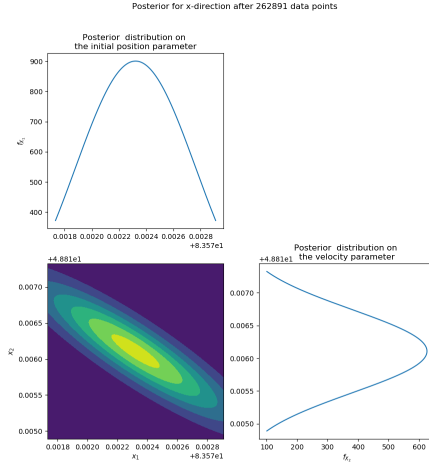 Posterior for x-direction after 262891 data points
Posterior distribution on
the initial position parameter
900
800
700
600
500
400
f_{X_1}
0.0018 0.0020 0.0022 0.0024 0.0026 0.0028
+8.357e1
+4.881e1
0.0070
0.0065
0.0060
0.0055
0.0050
x_2
0.0018 0.0020 0.0022 0.0024 0.0026 0.0028
x_1
+8.357e1
Posterior distribution on
the velocity parameter
+4.881e1
0.0070
0.0065
0.0060
0.0055
0.0050
100 200 300 400 500 600